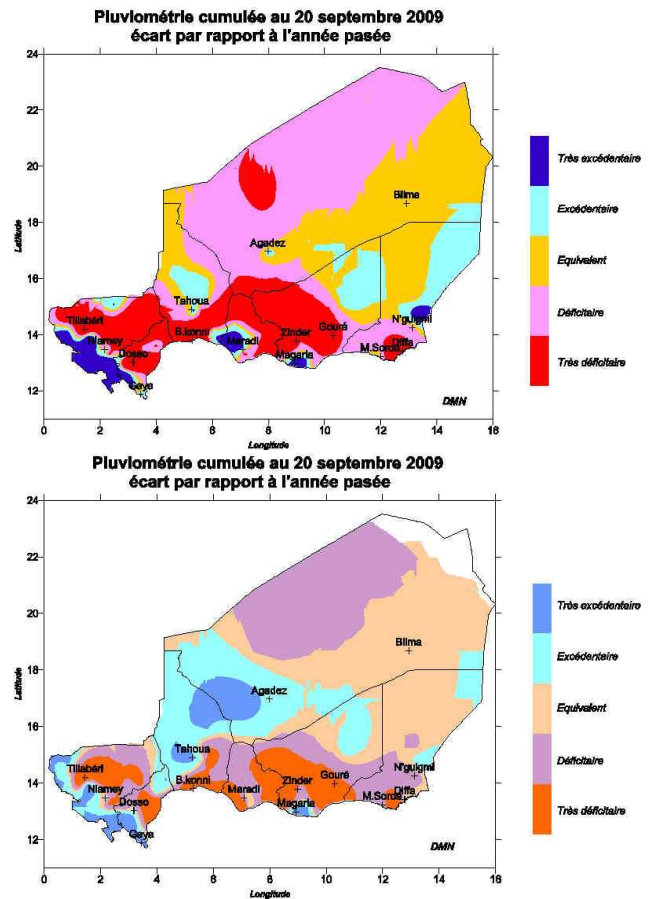 Pluviométrie cumulée au 20 septembre 2009
écart par rapport à l'année pasée
24
22
20
18
16
14
12
Latitude
Bilma
Agadez
Tahoua
N'guigmi
Tillabéri
B.konni
Zinder
Gouré
Niamey
Maradi
Diffa
Dosso
Magaria
M.Soroa
Gaya
DMN
0
2
4
6
8
10
12
14
16
Longitude
Très excédentaire
Excédentaire
Equivalent
Déficitaire
Très déficitaire
Pluviométrie cumulée au 20 septembre 2009
écart par rapport à l'année pasée
24
22
20
18
16
14
12
Latitude
Bilma
Agadez
Tahoua
N'guigmi
Tillabéri
B.konni
Zinder
Gouré
Niamey
Maradi
Diffa
Dosso
Magaria
M.Soroa
Gaya
DMN
0
2
4
6
8
10
12
14
16
Longitude
Très excédentaire
Excédentaire
Equivalent
Déficitaire
Très déficitaire